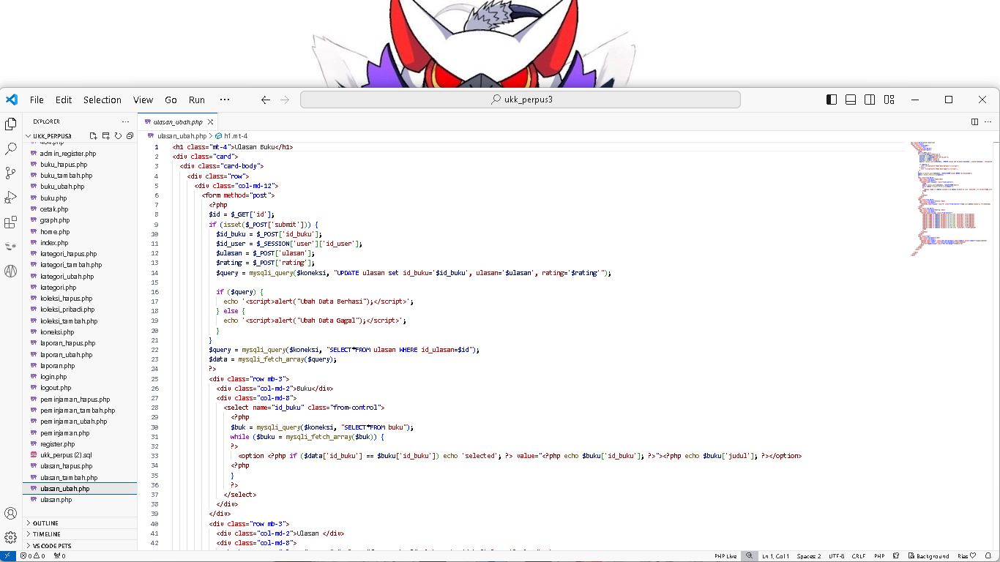 File Edit Selection View Go Run ···
ukk_perpus3
EXPLORER
UKK_PERPUS3
admin_register.php
buku_hapus.php
buku_tambah.php
buku_ubah.php
buku.php
cetak.php
graph.php
home.php
index.php
kategori_hapus.php
kategori_tambah.php
kategori_ubah.php
kategori.php
koleksi_hapus.php
koleksi_pribadi.php
koleksi_tambah.php
koneksi.php
laporan_hapus.php
laporan_ubah.php
laporan.php
login.php
logout.php
peminjaman_hapus.php
peminjaman_tambah.php
peminjaman_ubah.php
peminjaman.php
register.php
ukk_perpus (2).sql
ulasan_hapus.php
ulasan_tambah.php
ulasan_ubah.php
ulasan.php
OUTLINE
TIMELINE
VS CODE PETS
ulasan_ubah.php
ulasan_ubah.php > h1.mt-4
1 <h1 class="mt-4">Ulasan Buku</h1>
2 <div class="card">
3 <div class="card-body">
4 <div class="row">
5 <div class="col-md-12">
6 <form method="post">
7 <?php
8 $id = $_GET['id'];
9 if (isset($_POST['submit'])) {
10 $id_buku = $_POST['id_buku'];
11 $id_user = $_SESSION['user']['id_user'];
12 $ulasan = $_POST['ulasan'];
13 $rating = $_POST['rating'];
14 $query = mysqli_query($koneksi, "UPDATE ulasan set id_buku='$id_buku', ulasan='$ulasan', rating='$rating'");
15
16 if ($query) {
17 echo '<script>alert("Ubah Data Berhasi");</script>';
18 } else {
19 echo '<script>alert("Ubah Data Gagal");</script>';
20 }
21 }
22 $query = mysqli_query($koneksi, "SELECT*FROM ulasan WHERE id_ulasan=$id");
23 $data = mysqli_fetch_array($query);
24 ?>
25 <div class="row mb-3">
26 <div class="col-md-2">Buku</div>
27 <div class="col-md-8">
28 <select name="id_buku" class="from-control">
29 <?php
30 $buk = mysqli_query($koneksi, "SELECT*FROM buku");
31 while ($buku = mysqli_fetch_array($buk)) {
32 ?>
33 <option <?php if ($data['id_buku'] == $buku['id_buku']) echo 'selected'; ?> value="<?php echo $buku['id_buku']; ?>"><?php echo $buku['judul']; ?></option>
34 <?php
35 }
36 ?>
37 </select>
38 </div>
39 </div>
40 <div class="row mb-3">
41 <div class="col-md-2">Ulasan </div>
42 <div class="col-md-8">
0 0 0 PHP Live Ln 1, Col 1 Spaces: 2 UTF-8 CRLF PHP Background Rias